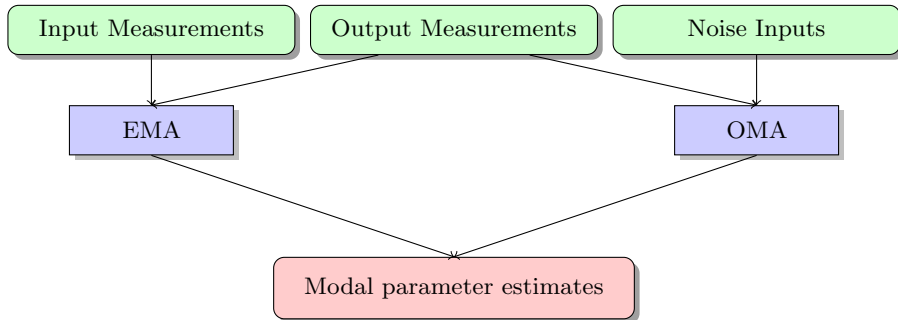 Input Measurements
Output Measurements
Noise Inputs
EMA
OMA
Modal parameter estimates